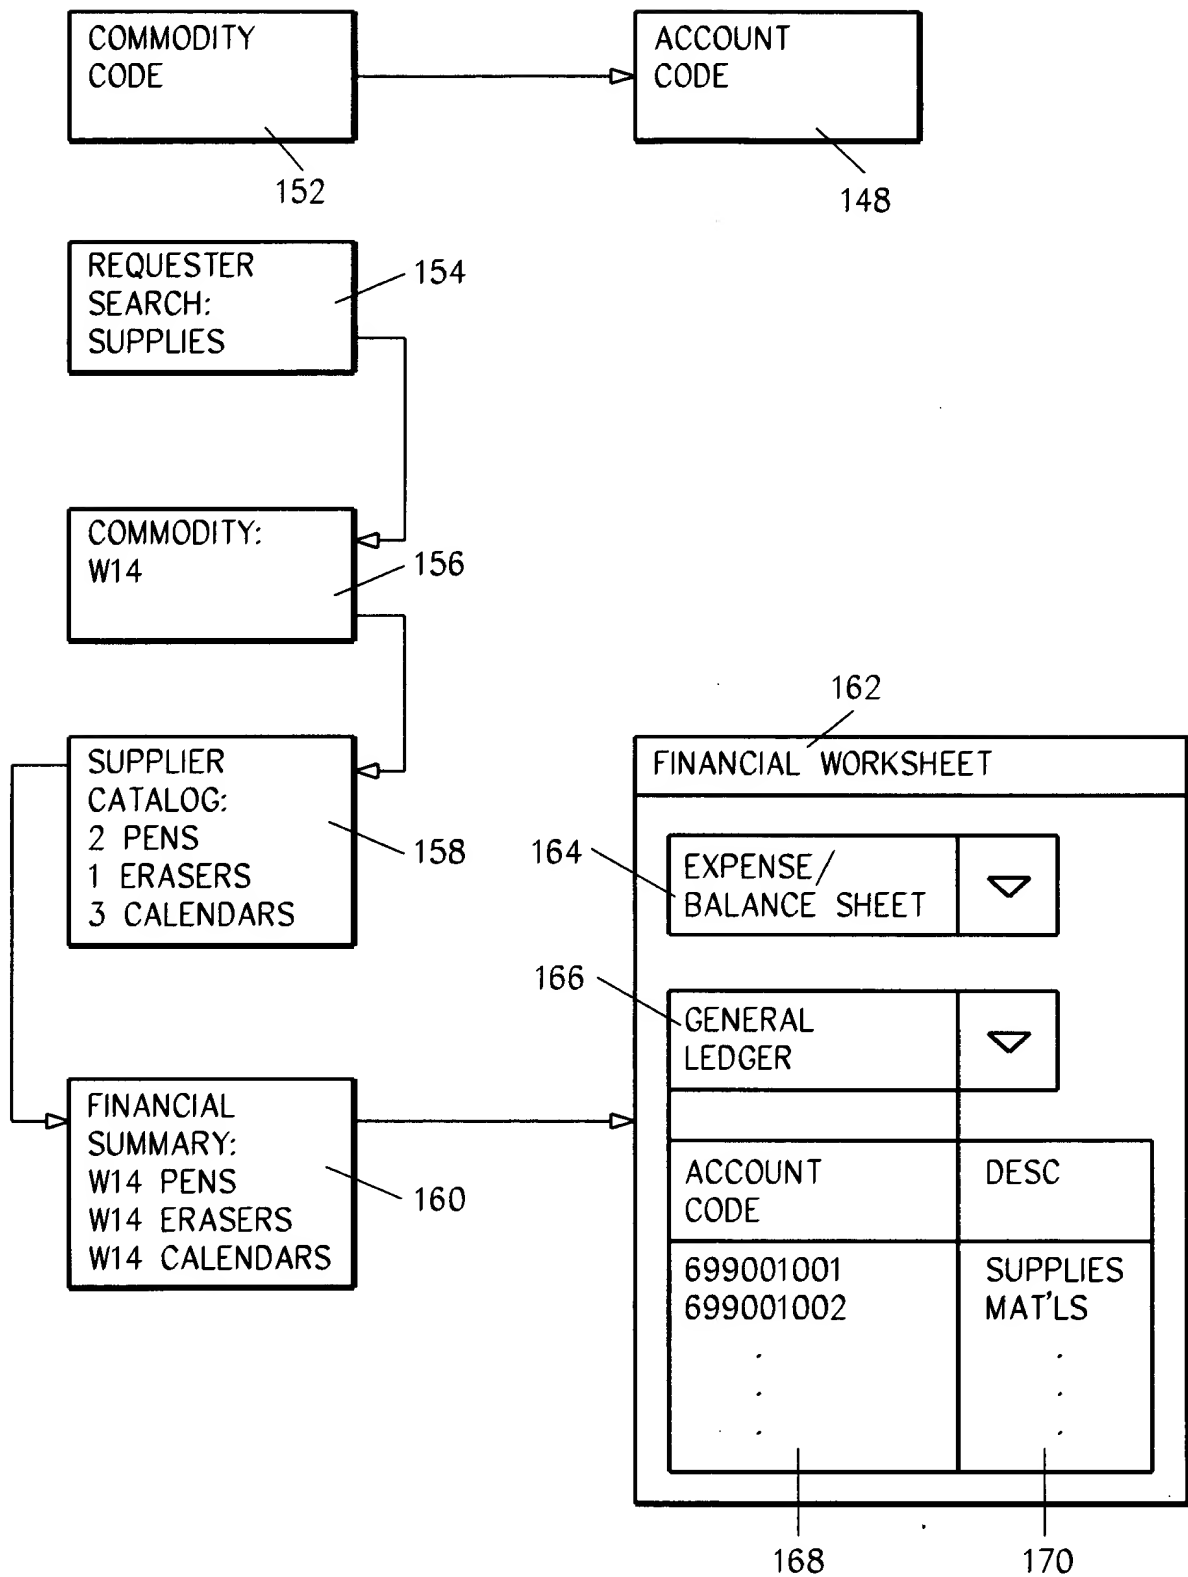 COMMODITY
CODE
152
ACCOUNT
CODE
148
REQUESTER
SEARCH:
SUPPLIES
154
COMMODITY:
W14
156
SUPPLIER
CATALOG:
2 PENS
1 ERASERS
3 CALENDARS
158
FINANCIAL
SUMMARY:
W14 PENS
W14 ERASERS
W14 CALENDARS
160
162
FINANCIAL WORKSHEET
164
EXPENSE/
BALANCE SHEET
166
GENERAL
LEDGER
ACCOUNT
CODE
DESC
699001001 SUPPLIES
699001002 MAT'LS
168
170